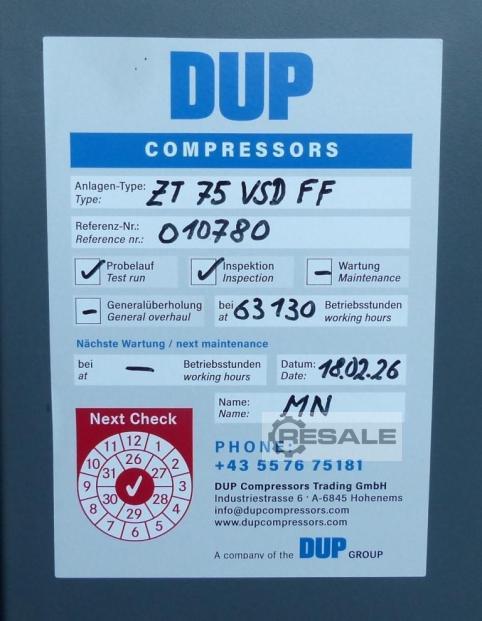 DUP
COMPRESSORS
Anlagen-Type: ZT 75 VSD FF
Type:
Referenz-Nr.: 010780
Reference nr.:
Probelauf Inspektion Wartung
Test run Inspection Maintenance
Generalüberholung bei 63130 Betriebsstunden
General overhaul at working hours
Nächste Wartung / next maintenance
bei — Betriebsstunden Datum: 18.02.26
at working hours Date:
Name: MN
Name:
Next Check
11 12 1
10 2
9 3
8 4
7 6 5
26
31 27
30 28
29
RESALE
PHONE:
+43 5576 75181
DUP Compressors Trading GmbH
Industriestrasse 6 · A-6845 Hohenems
info@dupcompressors.com
www.dupcompressors.com
A company of the DUP GROUP